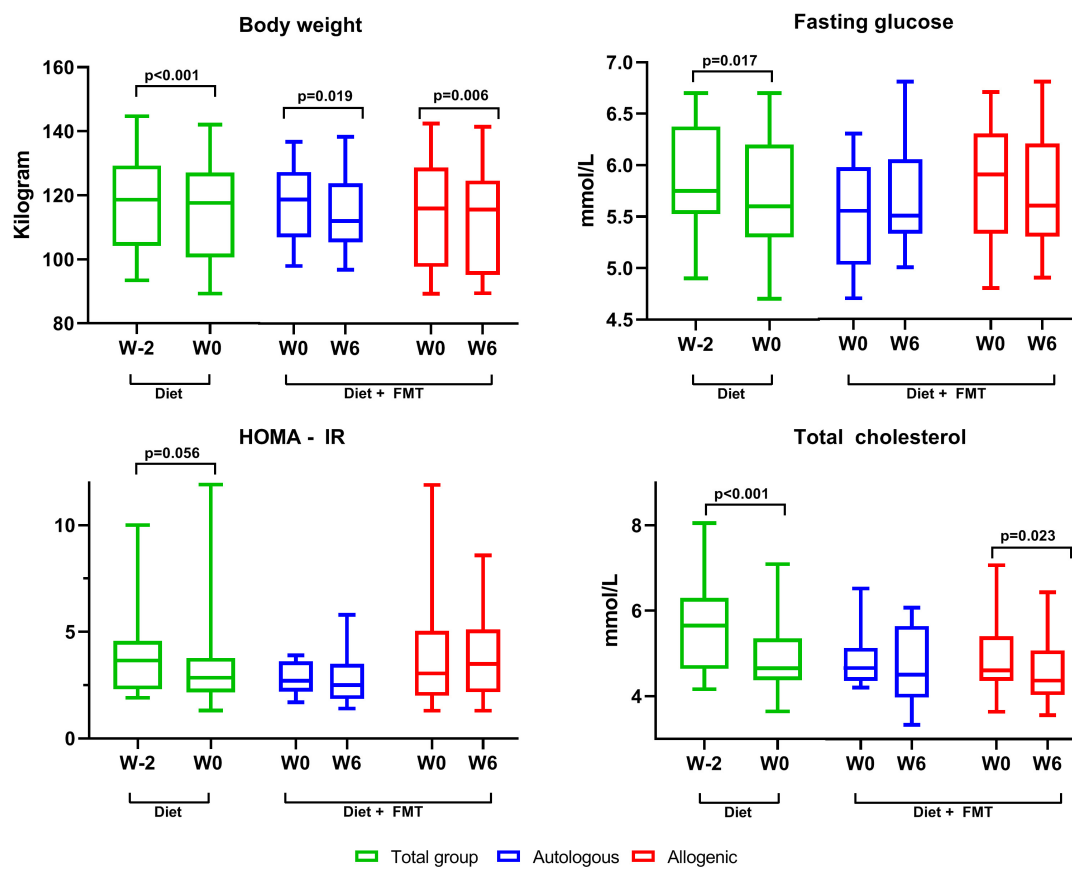 Body weight
Fasting glucose
160
140
120
100
80
Kilogram
p<0.001
p=0.019
p=0.006
W-2 W0 W0 W6 W0 W6
Diet Diet + FMT
7.0
6.5
6.0
5.5
5.0
4.5
mmol/L
p=0.017
W-2 W0 W0 W6 W0 W6
Diet Diet + FMT
HOMA - IR
Total cholesterol
p=0.056
10
5
0
W-2 W0 W0 W6 W0 W6
Diet Diet + FMT
p<0.001
p=0.023
8
6
4
mmol/L
W-2 W0 W0 W6 W0 W6
Diet Diet + FMT
Total group Autologous Allogenic